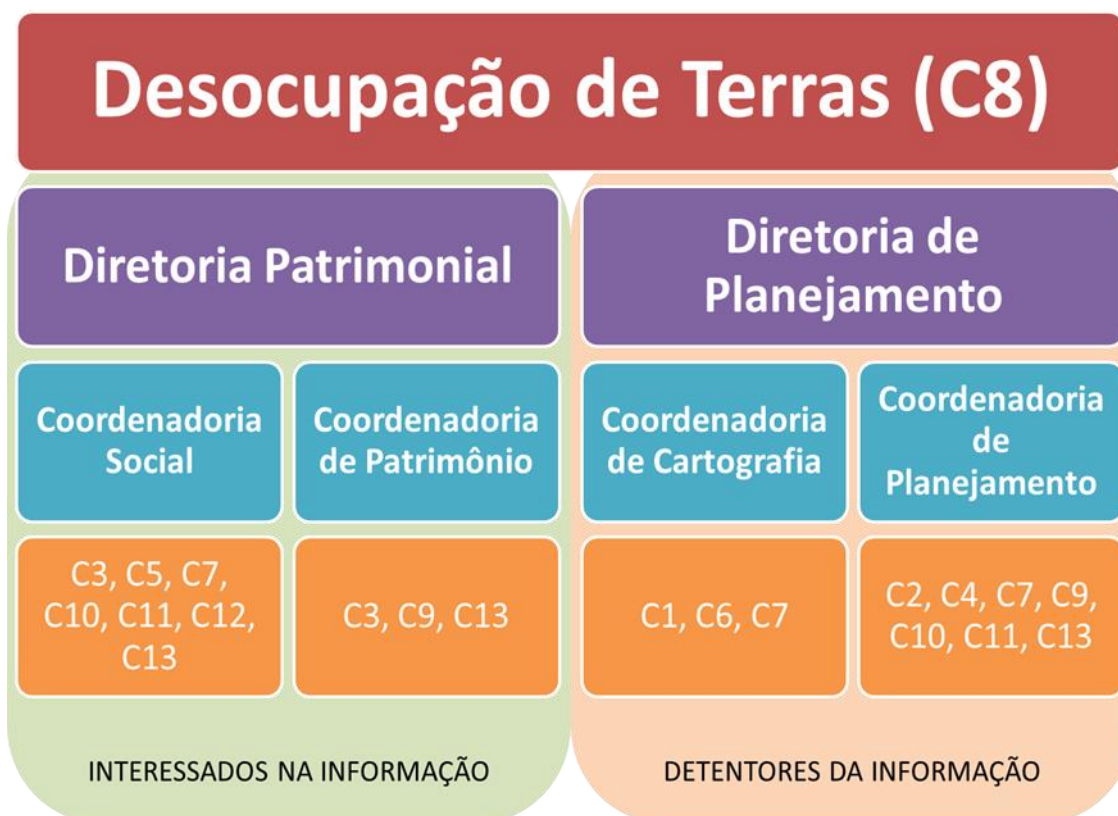 Desocupação de Terras (C8)
Diretoria Patrimonial
Diretoria de
Planejamento
Coordenadoria
Social
Coordenadoria
de Patrimônio
Coordenadoria
de Cartografia
Coordenadoria
de
Planejamento
C3, C5, C7,
C10, C11, C12,
C13
C3, C9, C13
C1, C6, C7
C2, C4, C7, C9,
C10, C11, C13
INTERESSADOS NA INFORMAÇÃO
DETENTORES DA INFORMAÇÃO